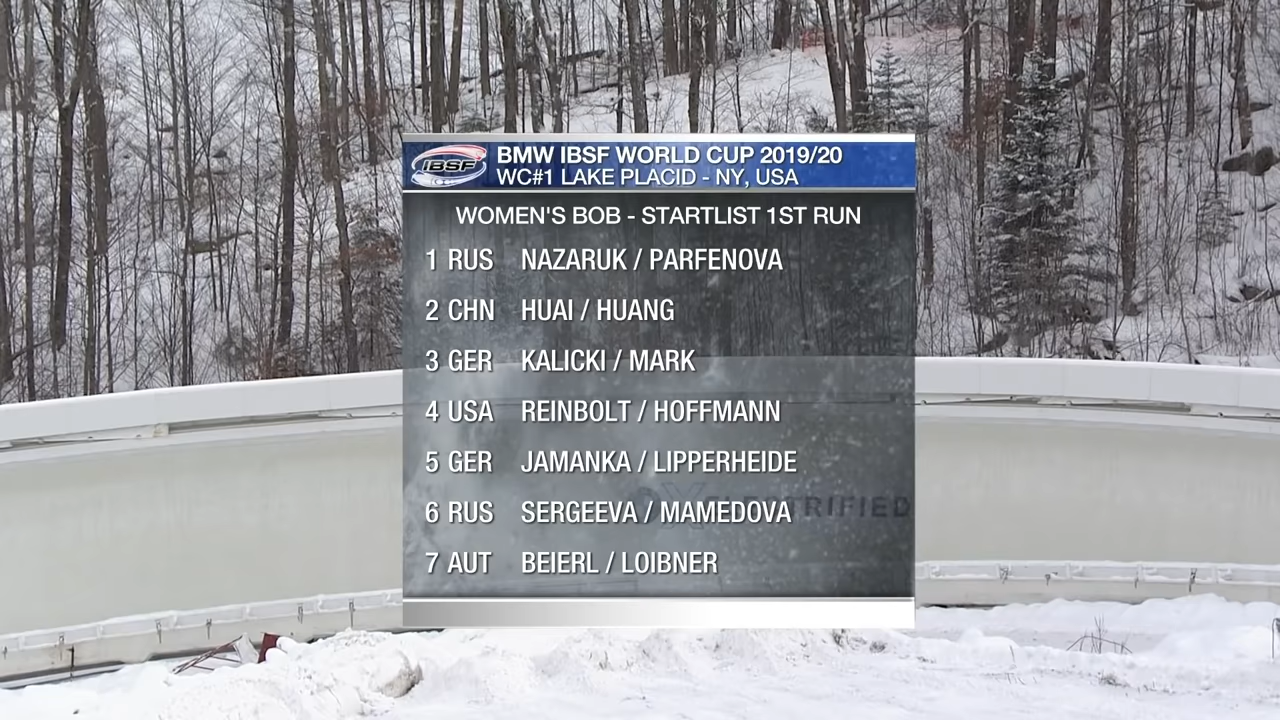 IBSF
BMW IBSF WORLD CUP 2019/20
WC#1 LAKE PLACID - NY, USA
WOMEN'S BOB - STARTLIST 1ST RUN
1 RUS NAZARUK / PARFENOVA
2 CHN HUAI / HUANG
3 GER KALICKI / MARK
4 USA REINBOLT / HOFFMANN
5 GER JAMANKA / LIPPERHEIDE
6 RUS SERGEEVA / MAMEDOVA
7 AUT BEIERL / LOIBNER